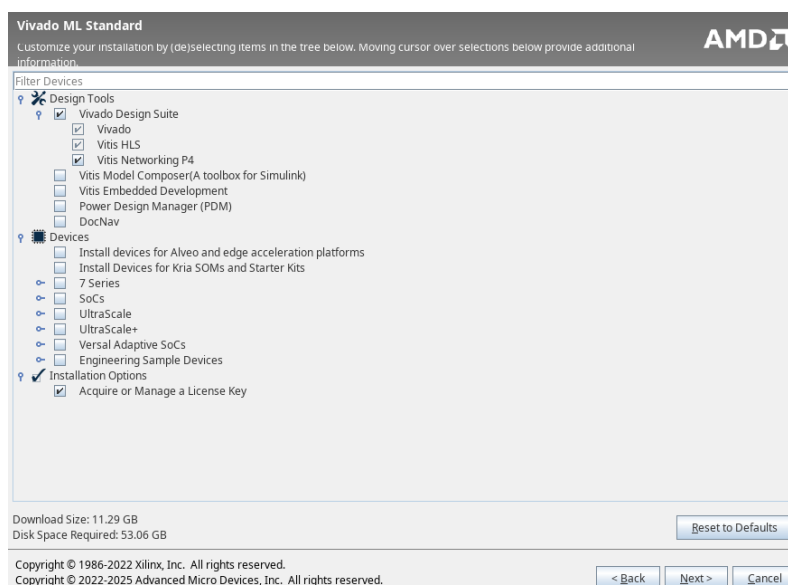 Vivado ML Standard
Customize your installation by (de)selecting items in the tree below. Moving cursor over selections below provide additional
information.
AMD
Filter Devices
Design Tools
Vivado Design Suite
Vivado
Vitis HLS
Vitis Networking P4
Vitis Model Composer(A toolbox for Simulink)
Vitis Embedded Development
Power Design Manager (PDM)
DocNav
Devices
Install devices for Alveo and edge acceleration platforms
Install Devices for Kria SOMs and Starter Kits
7 Series
SoCs
UltraScale
UltraScale+
Versal Adaptive SoCs
Engineering Sample Devices
Installation Options
Acquire or Manage a License Key
Download Size: 11.29 GB
Disk Space Required: 53.06 GB
Reset to Defaults
Copyright © 1986-2022 Xilinx, Inc. All rights reserved.
Copyright © 2022-2025 Advanced Micro Devices, Inc. All rights reserved.
< Back
Next >
Cancel